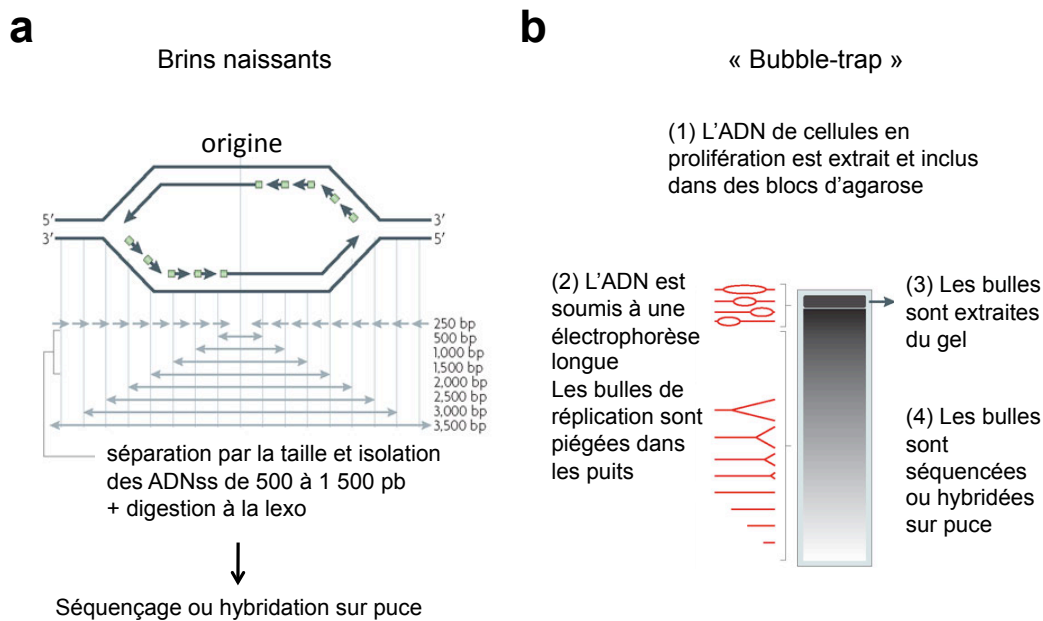 a
Brins naissants
origine
5'
3'
3'
5'
250 bp
500 bp
1,000 bp
1,500 bp
2,000 bp
2,500 bp
3,000 bp
3,500 bp
séparation par la taille et isolation
des ADNss de 500 à 1 500 pb
+ digestion à la lexo
Séquençage ou hybridation sur puce
b
« Bubble-trap »
(1) L'ADN de cellules en
prolifération est extrait et inclus
dans des blocs d'agarose
(2) L'ADN est
soumis à une
électrophorèse
longue
Les bulles de
réplication sont
piégées dans
les puits
(3) Les bulles
sont extraites
du gel
(4) Les bulles
sont
séquencées
ou hybridées
sur puce